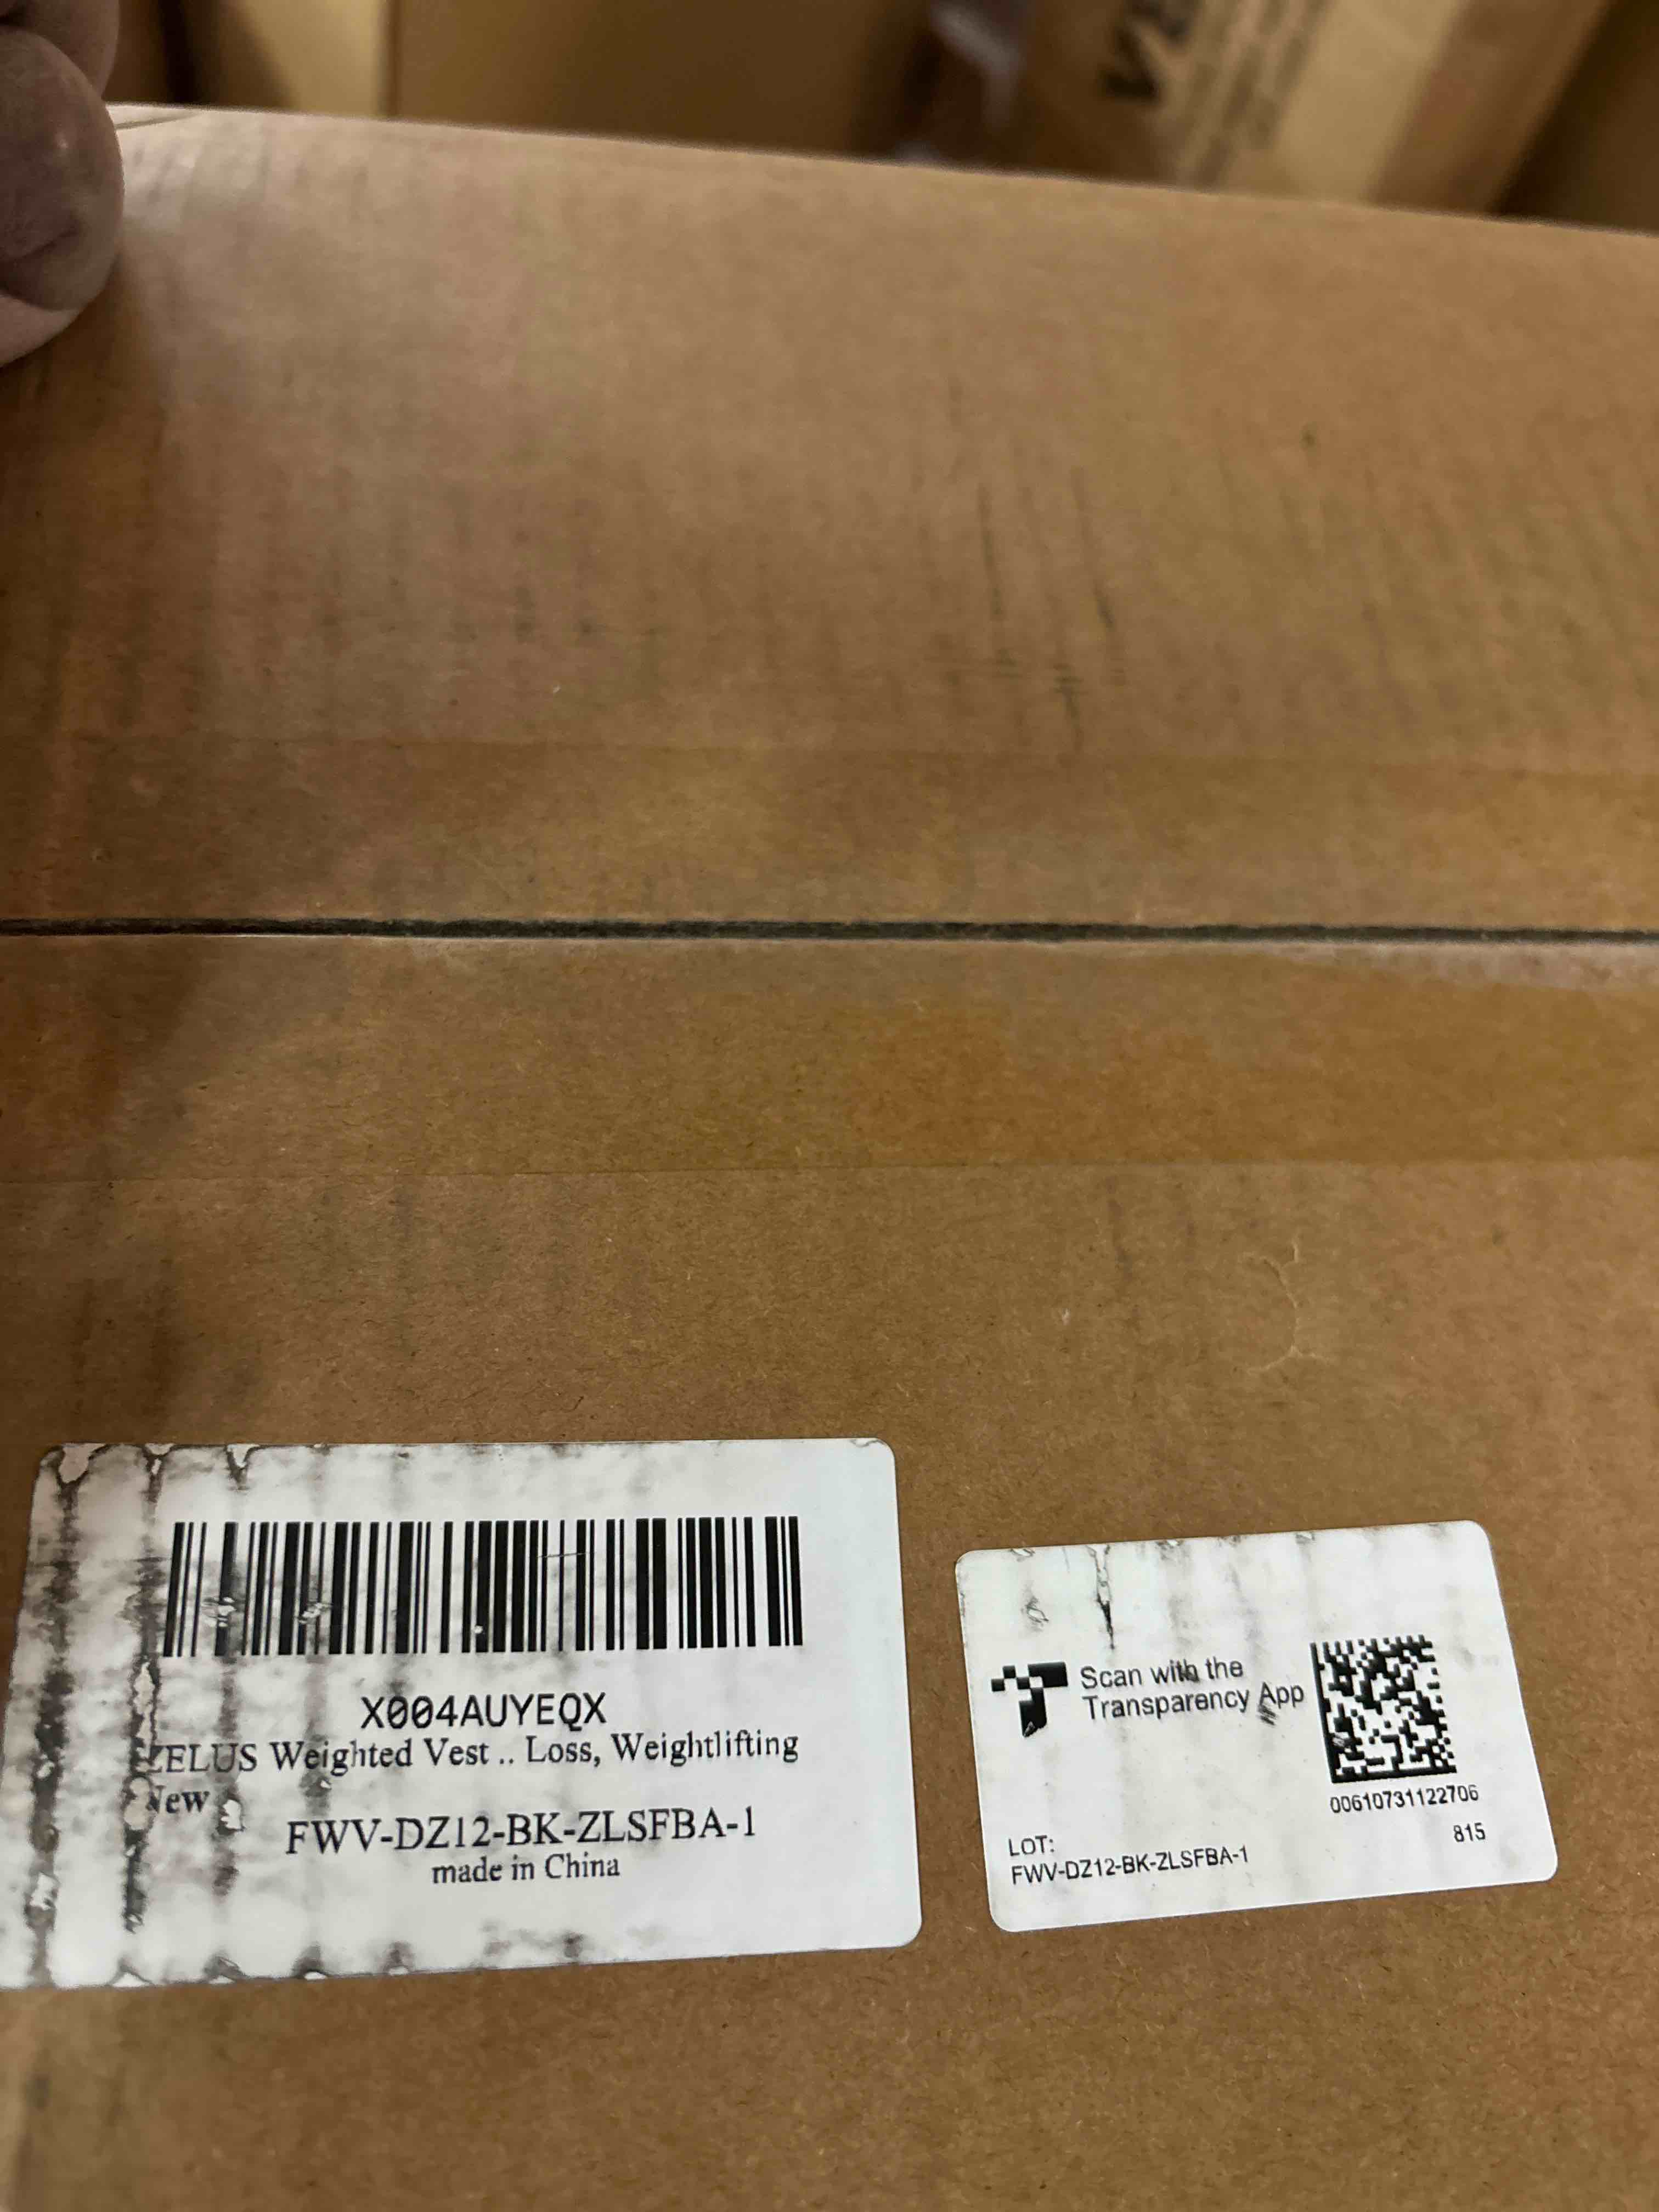 X004AUYEQX
ZELUS Weighted Vest .. Loss, Weightlifting
New
FWV-DZ12-BK-ZLSFBA-1
made in China
Scan with the
Transparency App
00610731122706
815
LOT:
FWV-DZ12-BK-ZLSFBA-1